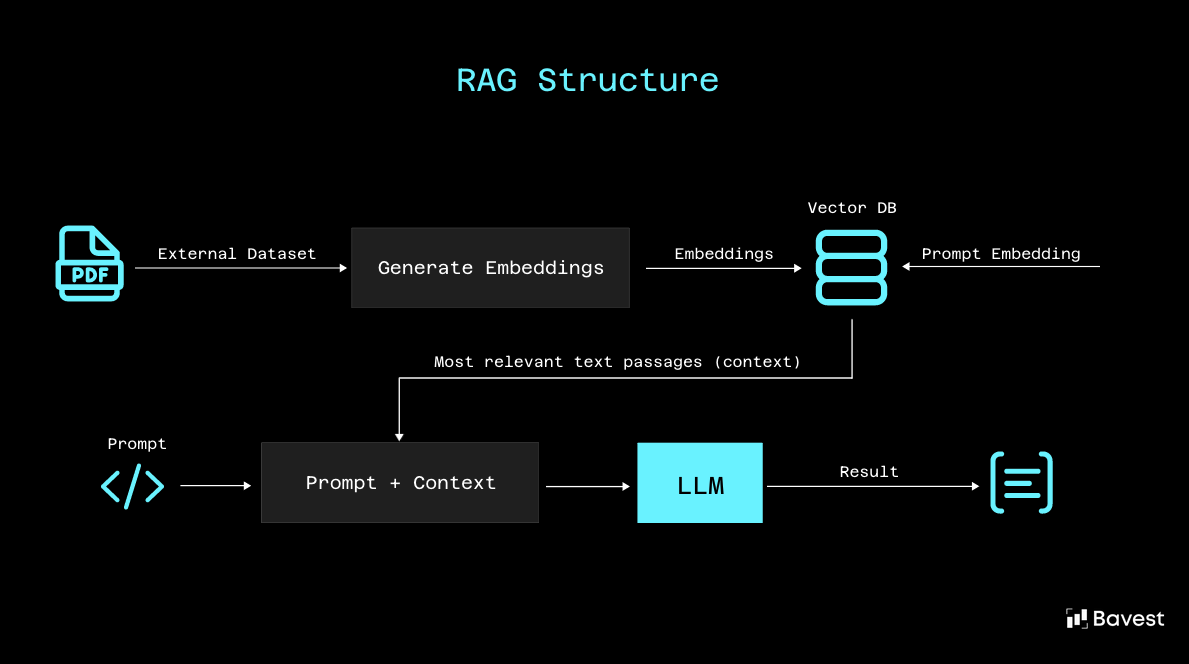 RAG Structure
Vector DB
PDF
External Dataset
Generate Embeddings
Embeddings
Prompt Embedding
Most relevant text passages (context)
Prompt
</>
Prompt + Context
LLM
Result
Bavest